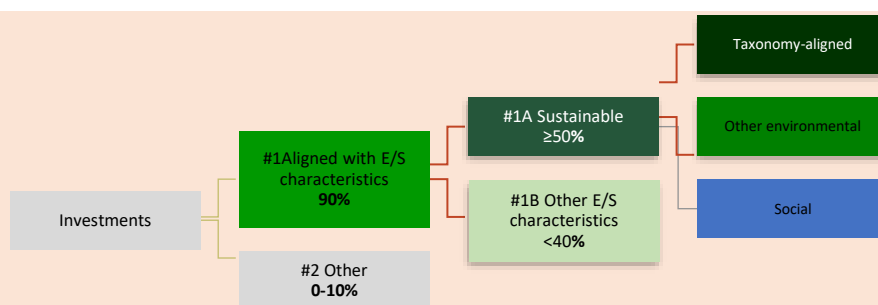 Investments
#1Aligned with E/S
characteristics
90%
#2 Other
0-10%
#1A Sustainable
≥50%
#1B Other E/S
characteristics
<40%
Taxonomy-aligned
Other environmental
Social